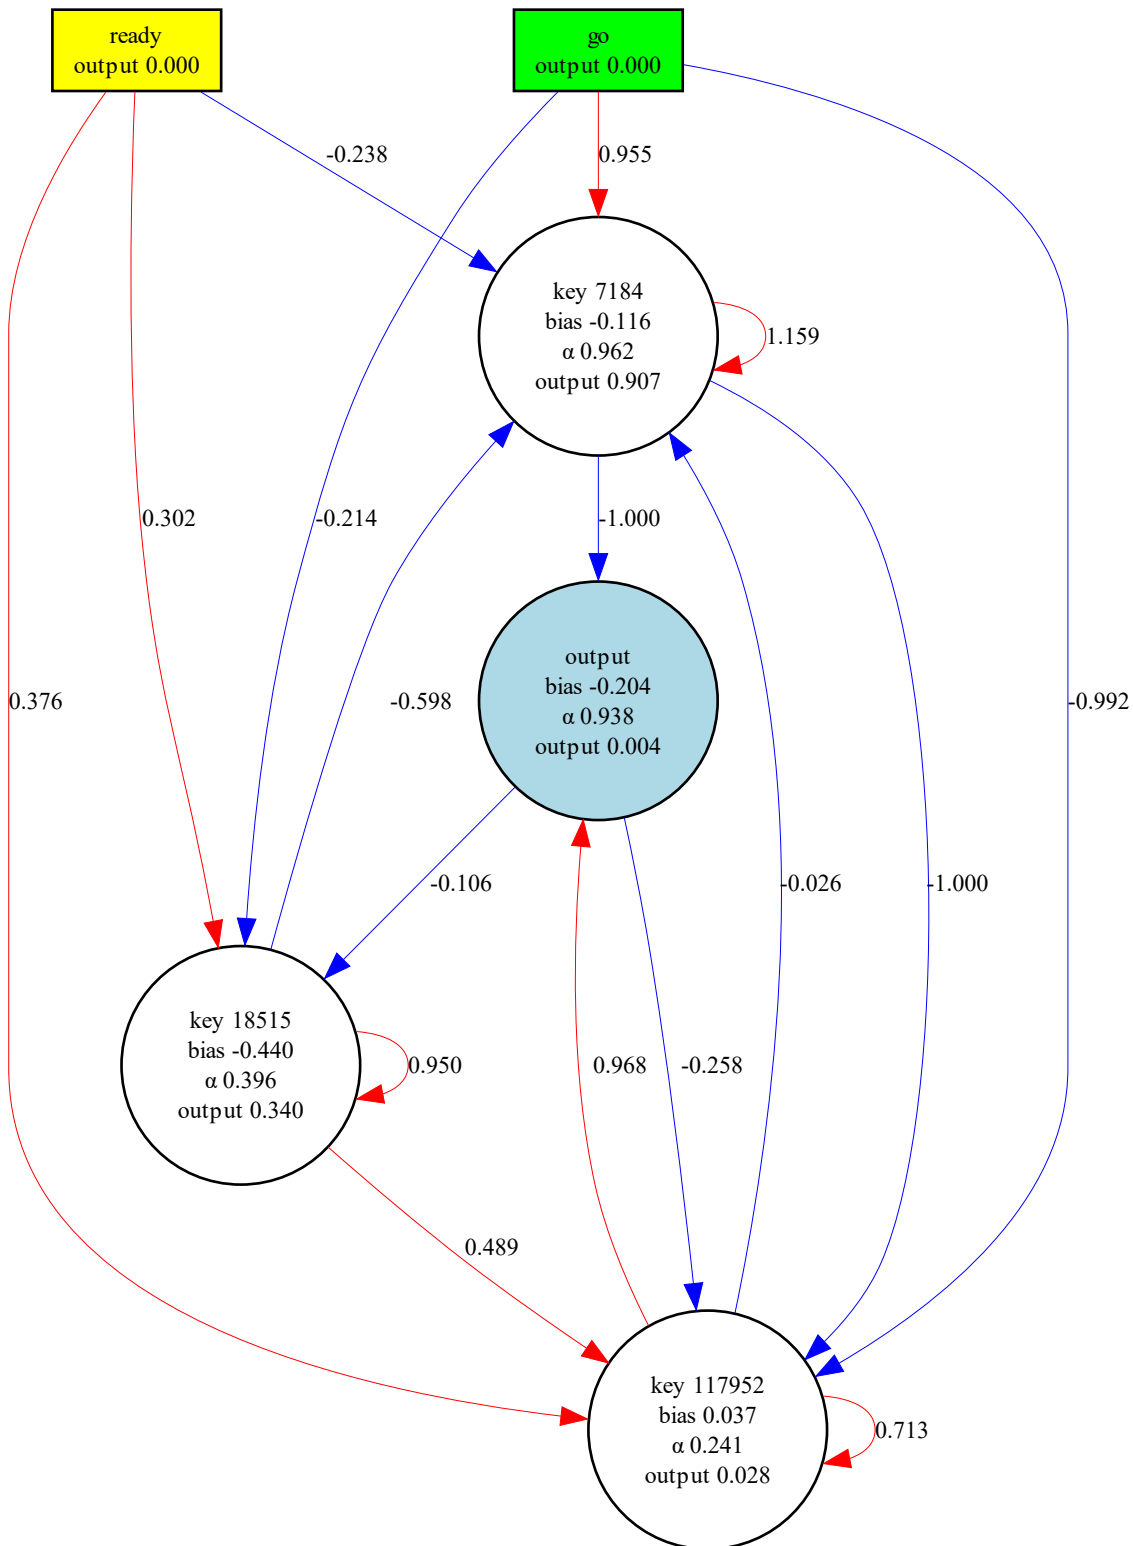 ready
output 0.000
go
output 0.000
-0.238
0.955
key 7184
bias -0.116
α 0.962
output 0.907
1.159
0.302
-0.214
-1.000
output
bias -0.204
α 0.938
output 0.004
0.376
-0.598
-0.992
-0.106
-0.026
-1.000
key 18515
bias -0.440
α 0.396
output 0.340
0.950
0.968
-0.258
0.489
key 117952
bias 0.037
α 0.241
output 0.028
0.713